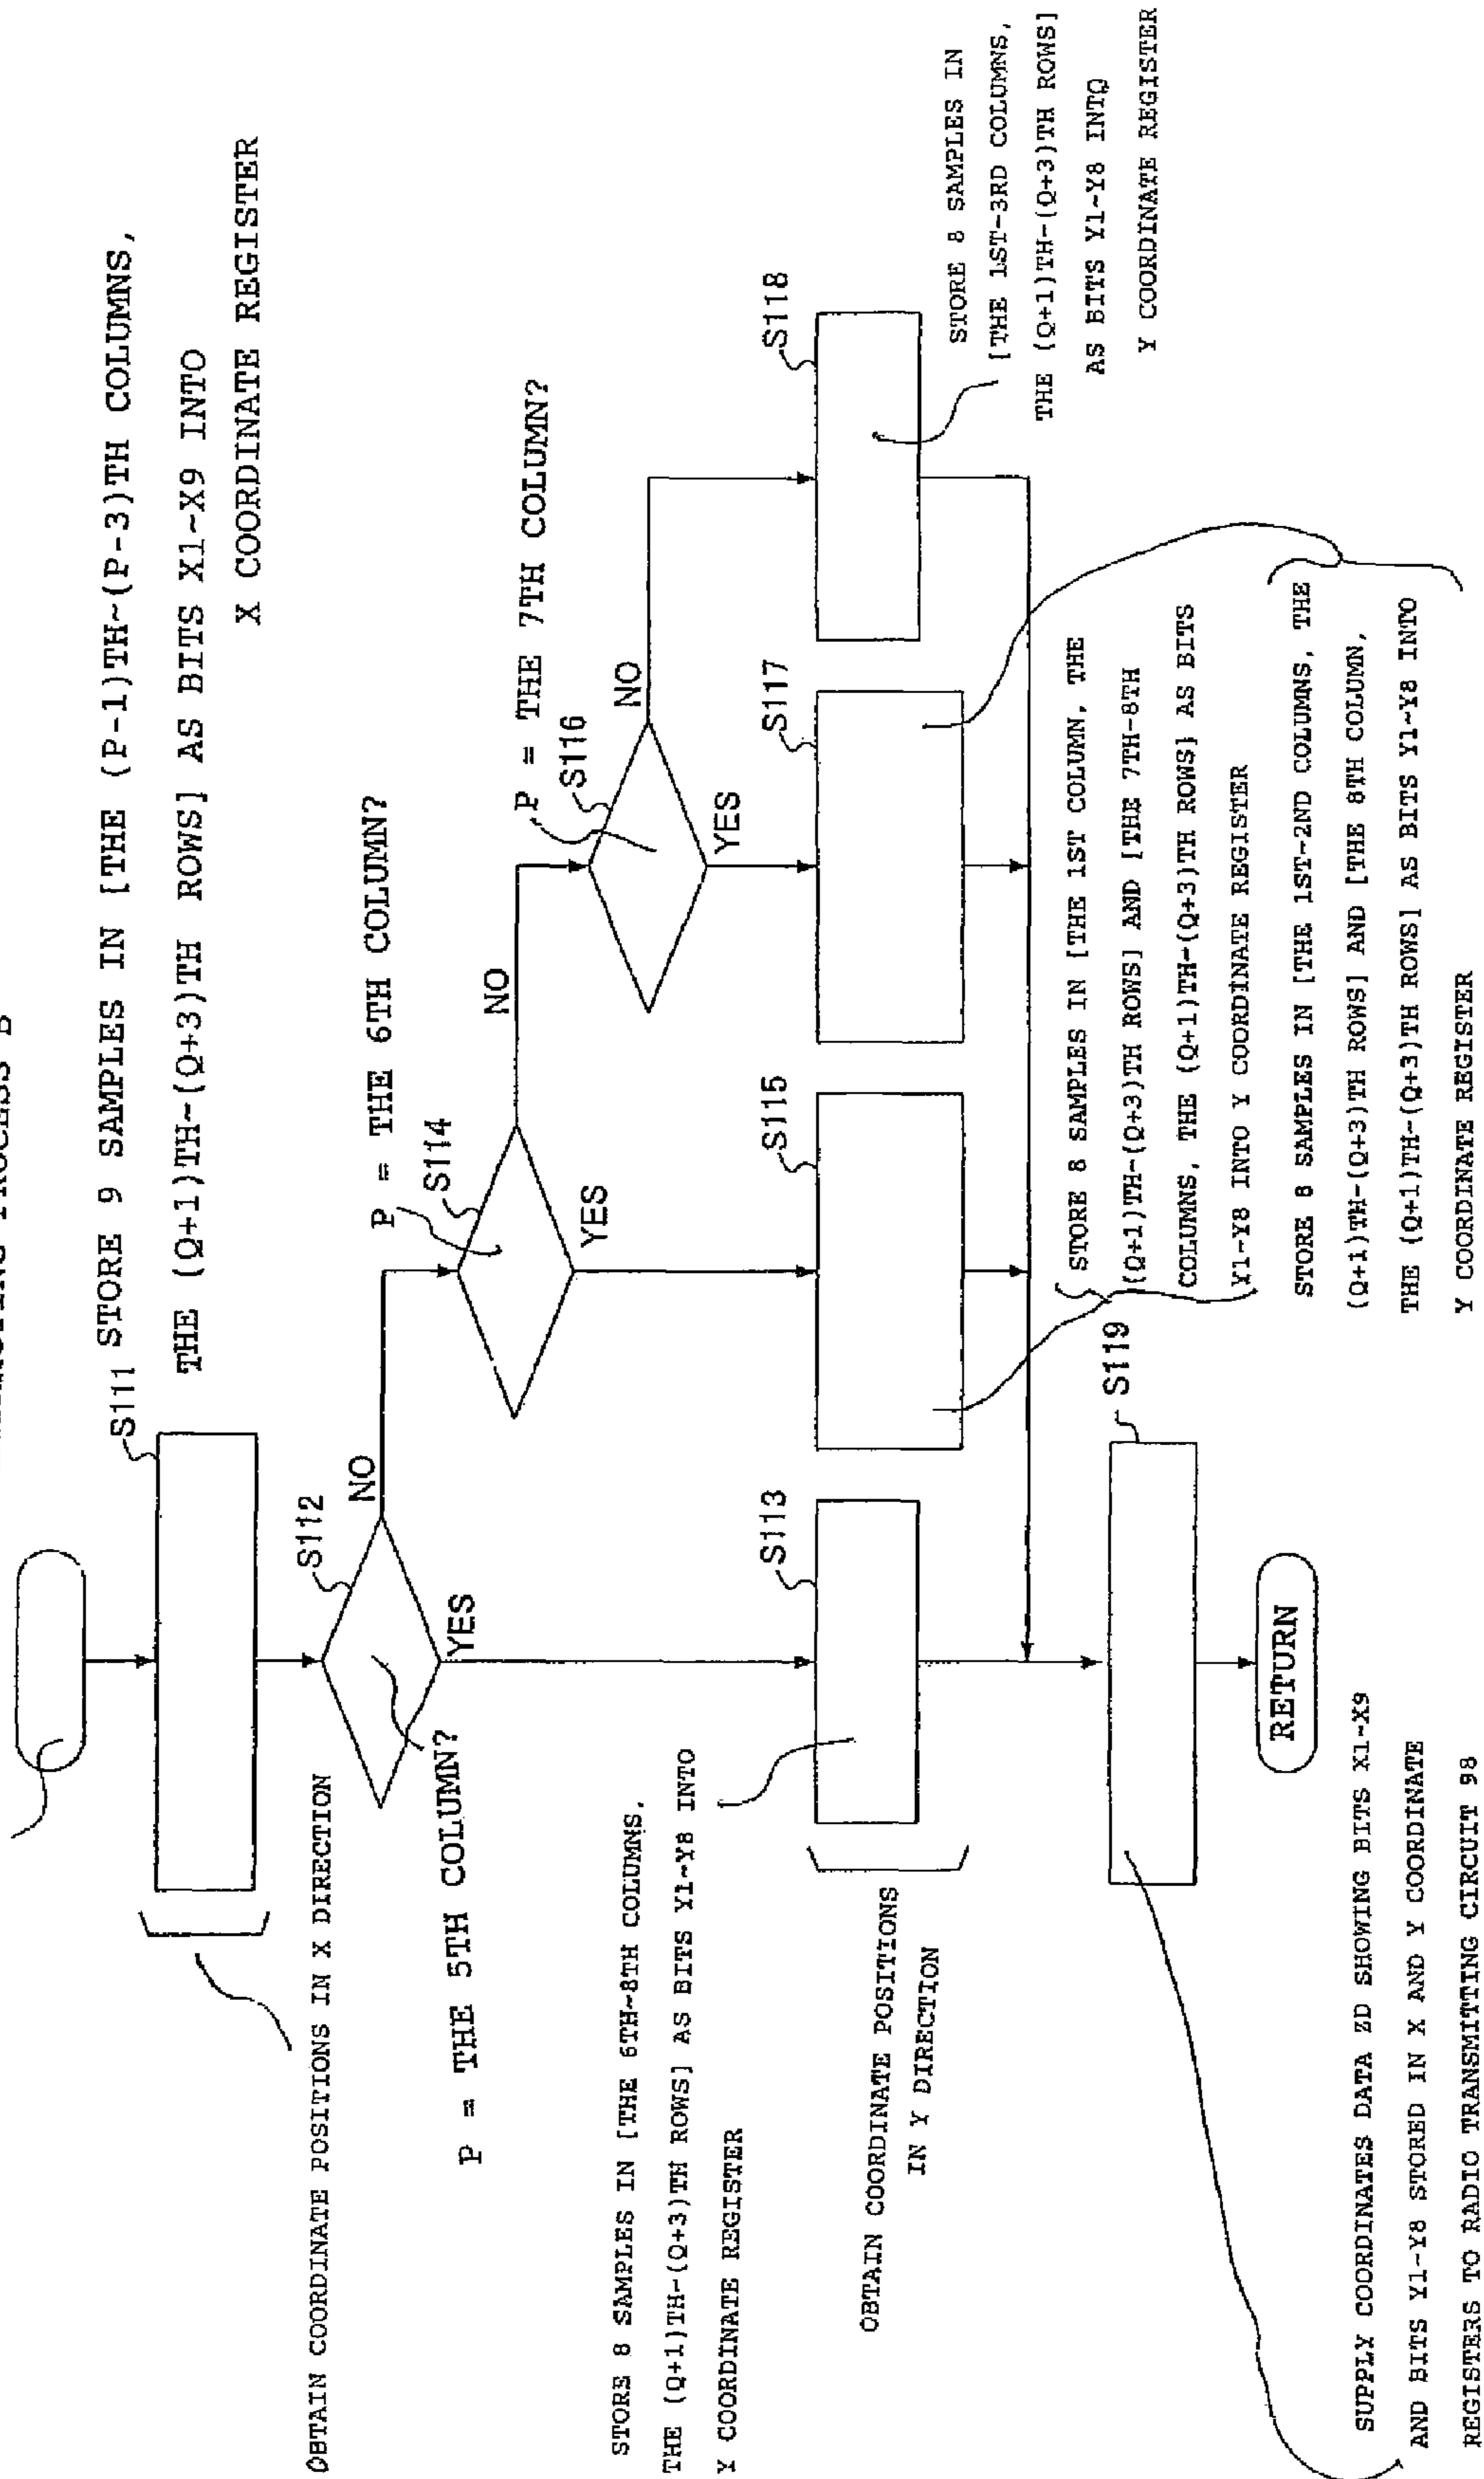 PROCESS B
S111
STORE 9 SAMPLES IN [THE (P-1)TH~(P-3)TH COLUMNS,
THE (Q+1)TH~(Q+3)TH ROWS] AS BITS X1~X9 INTO
X COORDINATE REGISTER
OBTAIN COORDINATE POSITIONS IN X DIRECTION
S112
NO
YES
P = THE 5TH COLUMN?
P = THE 6TH COLUMN?
S114
NO
YES
P = THE 7TH COLUMN?
S116
NO
YES
STORE 8 SAMPLES IN [THE 6TH~8TH COLUMNS,
THE (Q+1)TH~(Q+3)TH ROWS] AS BITS Y1~Y8 INTO
Y COORDINATE REGISTER
OBTAIN COORDINATE POSITIONS
IN Y DIRECTION
S113
S115
S117
S118
STORE 8 SAMPLES IN
[THE 1ST~3RD COLUMNS,
THE (Q+1)TH~(Q+3)TH ROWS]
AS BITS Y1~Y8 INTO
Y COORDINATE REGISTER
STORE 8 SAMPLES IN [THE 1ST COLUMN, THE
(Q+1)TH~(Q+3)TH ROWS] AND [THE 7TH~8TH
COLUMNS, THE (Q+1)TH~(Q+3)TH ROWS] AS BITS
Y1~Y8 INTO Y COORDINATE REGISTER
STORE 8 SAMPLES IN [THE 1ST~2ND COLUMNS, THE
(Q+1)TH~(Q+3)TH ROWS] AND [THE 8TH COLUMN,
THE (Q+1)TH~(Q+3)TH ROWS] AS BITS Y1~Y8 INTO
Y COORDINATE REGISTER
S119
RETURN
SUPPLY COORDINATES DATA ZD SHOWING BITS X1~X9
AND BITS Y1~Y8 STORED IN X AND Y COORDINATE
REGISTERS TO RADIO TRANSMITTING CIRCUIT 98